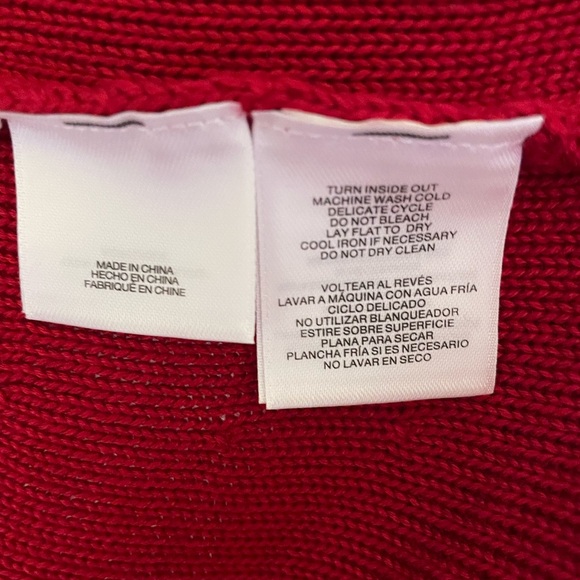 MADE IN CHINA
HECHO EN CHINA
FABRIQUÉ EN CHINE
TURN INSIDE OUT
MACHINE WASH COLD
DELICATE CYCLE
DO NOT BLEACH
LAY FLAT TO DRY
COOL IRON IF NECESSARY
DO NOT DRY CLEAN
VOLTEAR AL REVÉS
LAVAR A MÁQUINA CON AGUA FRÍA
CICLO DELICADO
NO UTILIZAR BLANQUEADOR
ESTIRE SOBRE SUPERFICIE
PLANA PARA SECAR
PLANCHA FRÍA SI ES NECESARIO
NO LAVAR EN SECO